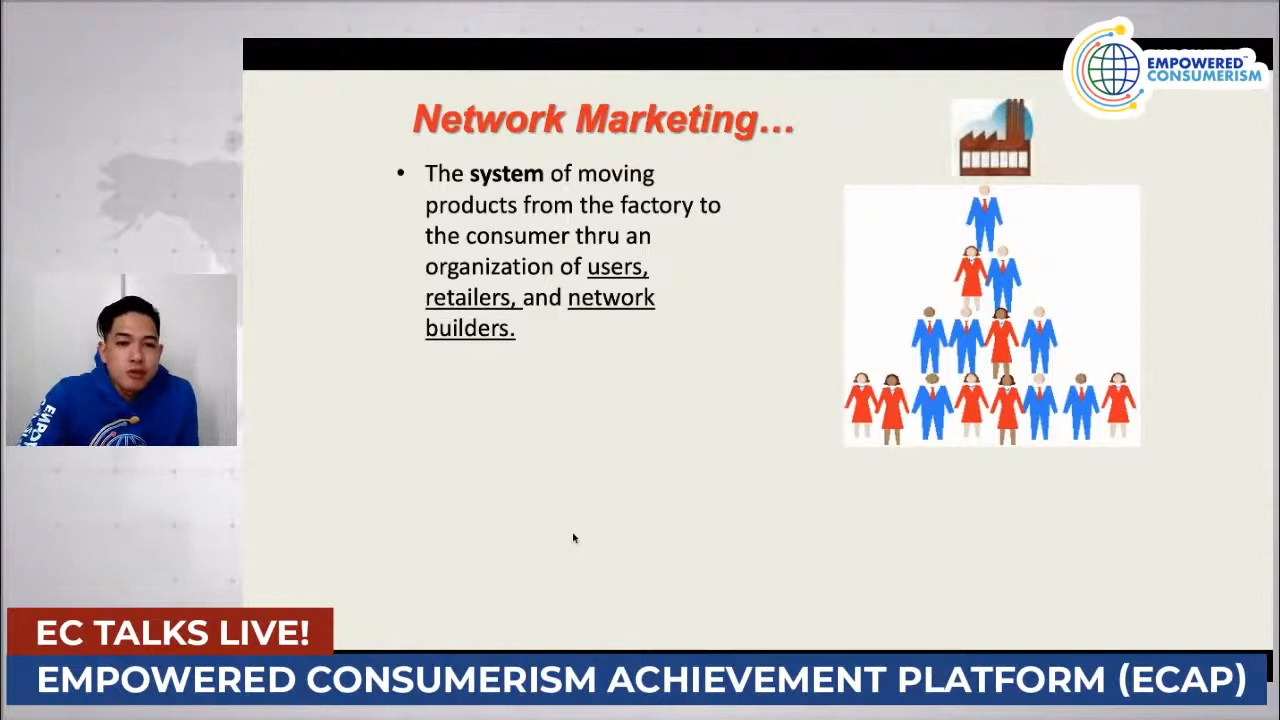 EMPOWERED™
CONSUMERISM
Network Marketing...
• The system of moving
products from the factory to
the consumer thru an
organization of users,
retailers, and network
builders.
EC TALKS LIVE!
EMPOWERED CONSUMERISM ACHIEVEMENT PLATFORM (ECAP)